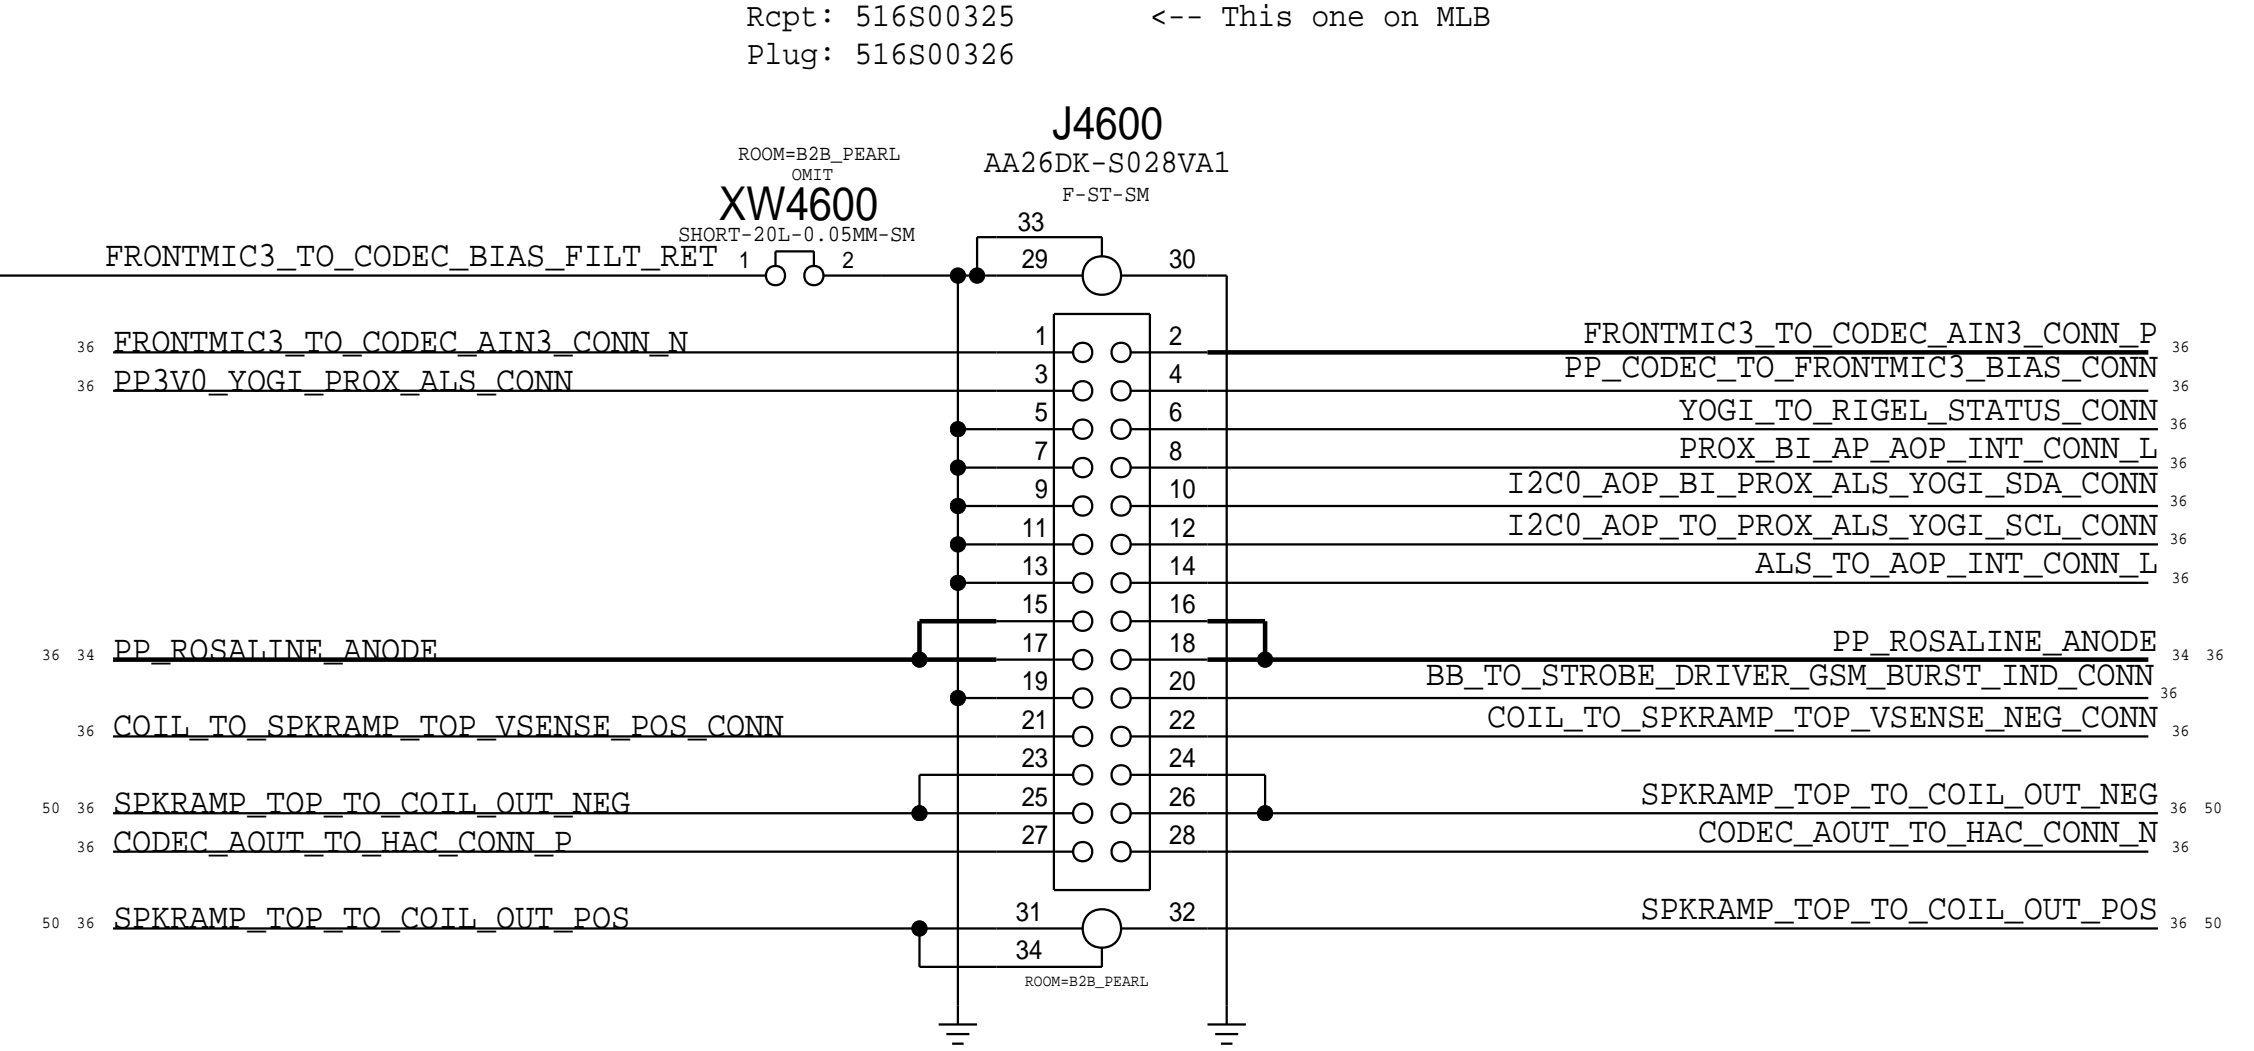 Rcpt: 516S00325 <-- This one on MLB
Plug: 516S00326
J4600
AA26DK-S028VA1
F-ST-SM
ROOM=B2B_PEARL
OMIT
XW4600
SHORT-20L-0.05MM-SM
FRONTMIC3_TO_CODEC_BIAS_FILT_RET 1 2
33
29 30
36 FRONTMIC3_TO_CODEC_AIN3_CONN_N 1 2 FRONTMIC3_TO_CODEC_AIN3_CONN_P 36
36 PP3V0_YOGI_PROX_ALS_CONN 3 4 PP_CODEC_TO_FRONTMIC3_BIAS_CONN 36
5 6 YOGI_TO_RIGEL_STATUS_CONN 36
7 8 PROX_BI_AP_AOP_INT_CONN_L 36
9 10 I2C0_AOP_BI_PROX_ALS_YOGI_SDA_CONN 36
11 12 I2C0_AOP_TO_PROX_ALS_YOGI_SCL_CONN 36
13 14 ALS_TO_AOP_INT_CONN_L 36
15 16
36 34 PP_ROSALINE_ANODE 17 18 PP_ROSALINE_ANODE 34 36
19 20 BB_TO_STROBE_DRIVER_GSM_BURST_IND_CONN 36
36 COIL_TO_SPKRAMP_TOP_VSENSE_POS_CONN 21 22 COIL_TO_SPKRAMP_TOP_VSENSE_NEG_CONN 36
23 24
50 36 SPKRAMP_TOP_TO_COIL_OUT_NEG 25 26 SPKRAMP_TOP_TO_COIL_OUT_NEG 36 50
36 CODEC_AOUT_TO_HAC_CONN_P 27 28 CODEC_AOUT_TO_HAC_CONN_N 36
50 36 SPKRAMP_TOP_TO_COIL_OUT_POS 31 32 SPKRAMP_TOP_TO_COIL_OUT_POS 36 50
34
ROOM=B2B_PEARL